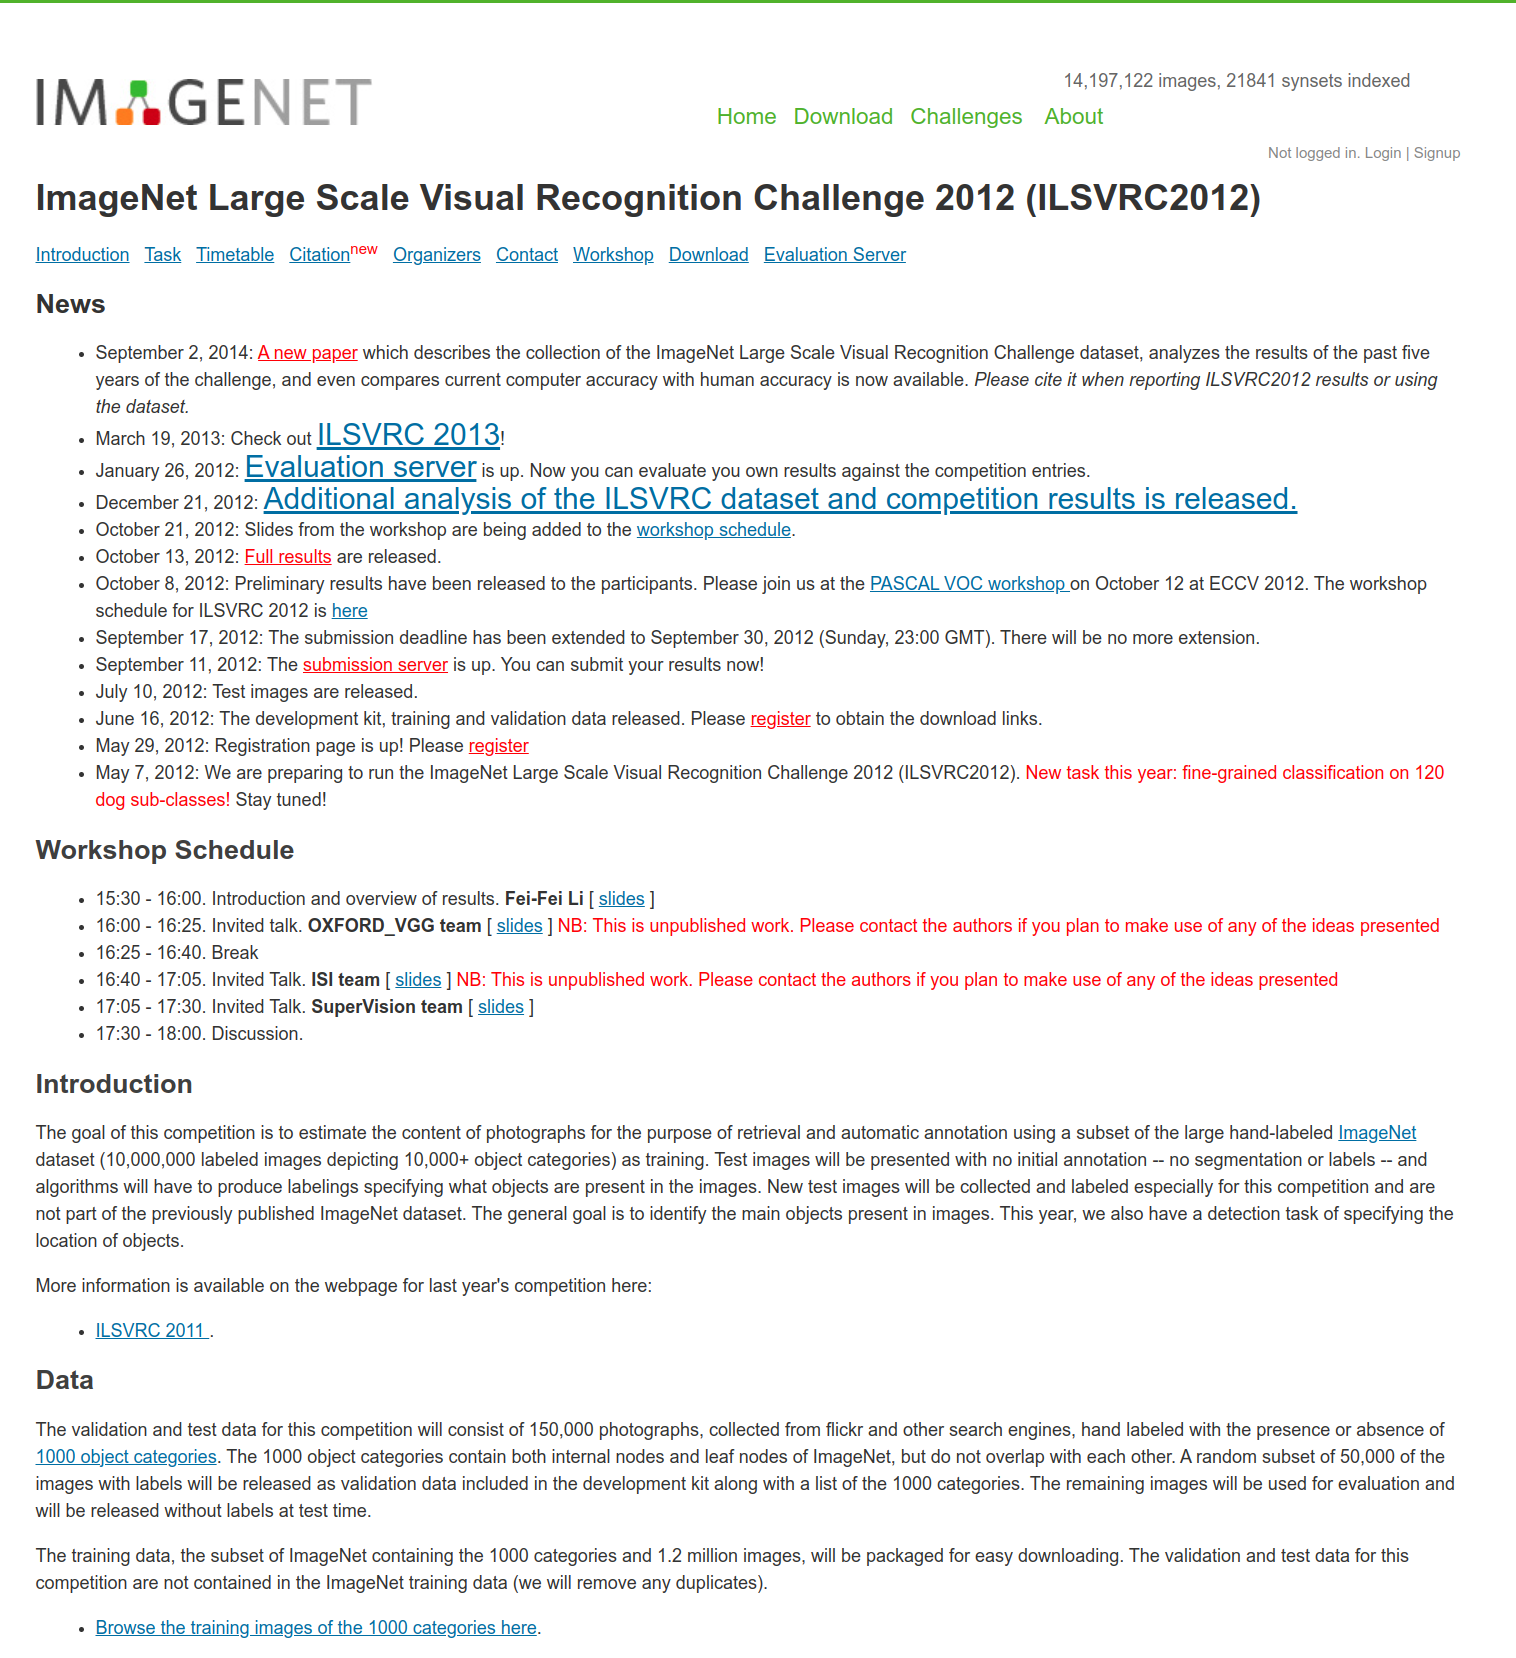 IMAGENET
14,197,122 images, 21841 synsets indexed
Home Download Challenges About
Not logged in. Login | Signup
ImageNet Large Scale Visual Recognition Challenge 2012 (ILSVRC2012)
Introduction Task Timetable Citation new Organizers Contact Workshop Download Evaluation Server
News
• September 2, 2014: A new paper which describes the collection of the ImageNet Large Scale Visual Recognition Challenge dataset, analyzes the results of the past five
years of the challenge, and even compares current computer accuracy with human accuracy is now available. Please cite it when reporting ILSVRC2012 results or using
the dataset.
• March 19, 2013: Check out ILSVRC 2013!
• January 26, 2012: Evaluation server is up. Now you can evaluate you own results against the competition entries.
• December 21, 2012: Additional analysis of the ILSVRC dataset and competition results is released.
• October 21, 2012: Slides from the workshop are being added to the workshop schedule.
• October 13, 2012: Full results are released.
• October 8, 2012: Preliminary results have been released to the participants. Please join us at the PASCAL VOC workshop on October 12 at ECCV 2012. The workshop
schedule for ILSVRC 2012 is here
• September 17, 2012: The submission deadline has been extended to September 30, 2012 (Sunday, 23:00 GMT). There will be no more extension.
• September 11, 2012: The submission server is up. You can submit your results now!
• July 10, 2012: Test images are released.
• June 16, 2012: The development kit, training and validation data released. Please register to obtain the download links.
• May 29, 2012: Registration page is up! Please register
• May 7, 2012: We are preparing to run the ImageNet Large Scale Visual Recognition Challenge 2012 (ILSVRC2012). New task this year: fine-grained classification on 120
dog sub-classes! Stay tuned!
Workshop Schedule
• 15:30 - 16:00. Introduction and overview of results. Fei-Fei Li [ slides ]
• 16:00 - 16:25. Invited talk. OXFORD_VGG team [ slides ] NB: This is unpublished work. Please contact the authors if you plan to make use of any of the ideas presented
• 16:25 - 16:40. Break
• 16:40 - 17:05. Invited Talk. ISI team [ slides ] NB: This is unpublished work. Please contact the authors if you plan to make use of any of the ideas presented
• 17:05 - 17:30. Invited Talk. SuperVision team [ slides ]
• 17:30 - 18:00. Discussion.
Introduction
The goal of this competition is to estimate the content of photographs for the purpose of retrieval and automatic annotation using a subset of the large hand-labeled ImageNet
dataset (10,000,000 labeled images depicting 10,000+ object categories) as training. Test images will be presented with no initial annotation -- no segmentation or labels -- and
algorithms will have to produce labelings specifying what objects are present in the images. New test images will be collected and labeled especially for this competition and are
not part of the previously published ImageNet dataset. The general goal is to identify the main objects present in images. This year, we also have a detection task of specifying the
location of objects.
More information is available on the webpage for last year's competition here:
• ILSVRC 2011 .
Data
The validation and test data for this competition will consist of 150,000 photographs, collected from flickr and other search engines, hand labeled with the presence or absence of
1000 object categories. The 1000 object categories contain both internal nodes and leaf nodes of ImageNet, but do not overlap with each other. A random subset of 50,000 of the
images with labels will be released as validation data included in the development kit along with a list of the 1000 categories. The remaining images will be used for evaluation and
will be released without labels at test time.
The training data, the subset of ImageNet containing the 1000 categories and 1.2 million images, will be packaged for easy downloading. The validation and test data for this
competition are not contained in the ImageNet training data (we will remove any duplicates).
• Browse the training images of the 1000 categories here.